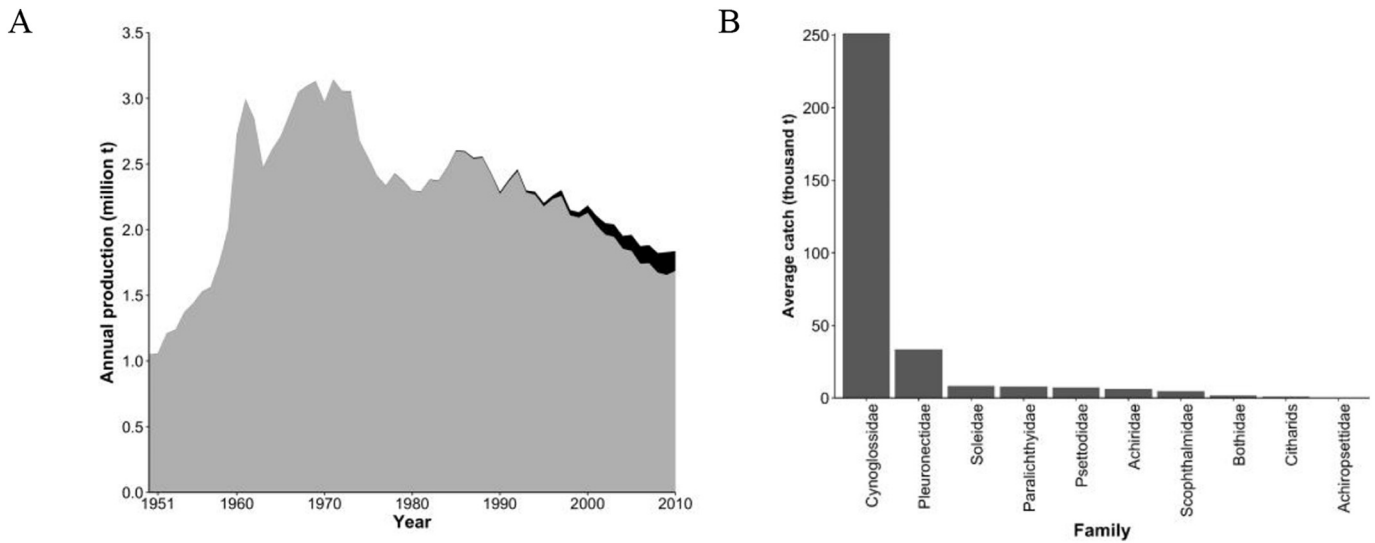 A
Annual production (million t)
3.5
3.0
2.5
2.0
1.5
1.0
0.5
0.0
1951
1960
1970
1980
1990
2000
2010
Year
B
Average catch (thousand t)
250
200
150
100
50
0
Cynoglossidae
Pleuronectidae
Soleidae
Paralichthyidae
Psettodidae
Achiridae
Scophthalmidae
Bothidae
Citharids
Achiropsettidae
Family